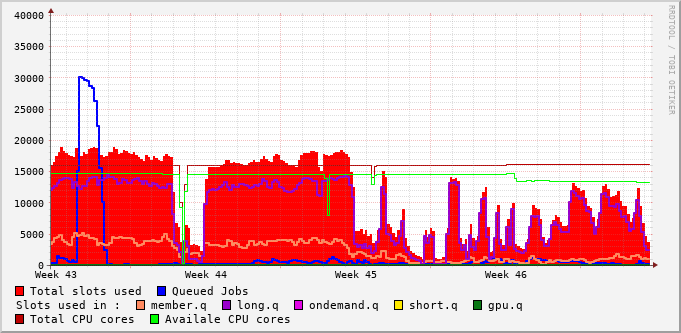 40000
35000
30000
25000
20000
15000
10000
5000
0
Week 43 Week 44 Week 45 Week 46
RRDTOOL / TOBI OETIKER
Total slots used Queued Jobs
Slots used in : member.q long.q ondemand.q short.q gpu.q
Total CPU cores Availale CPU cores